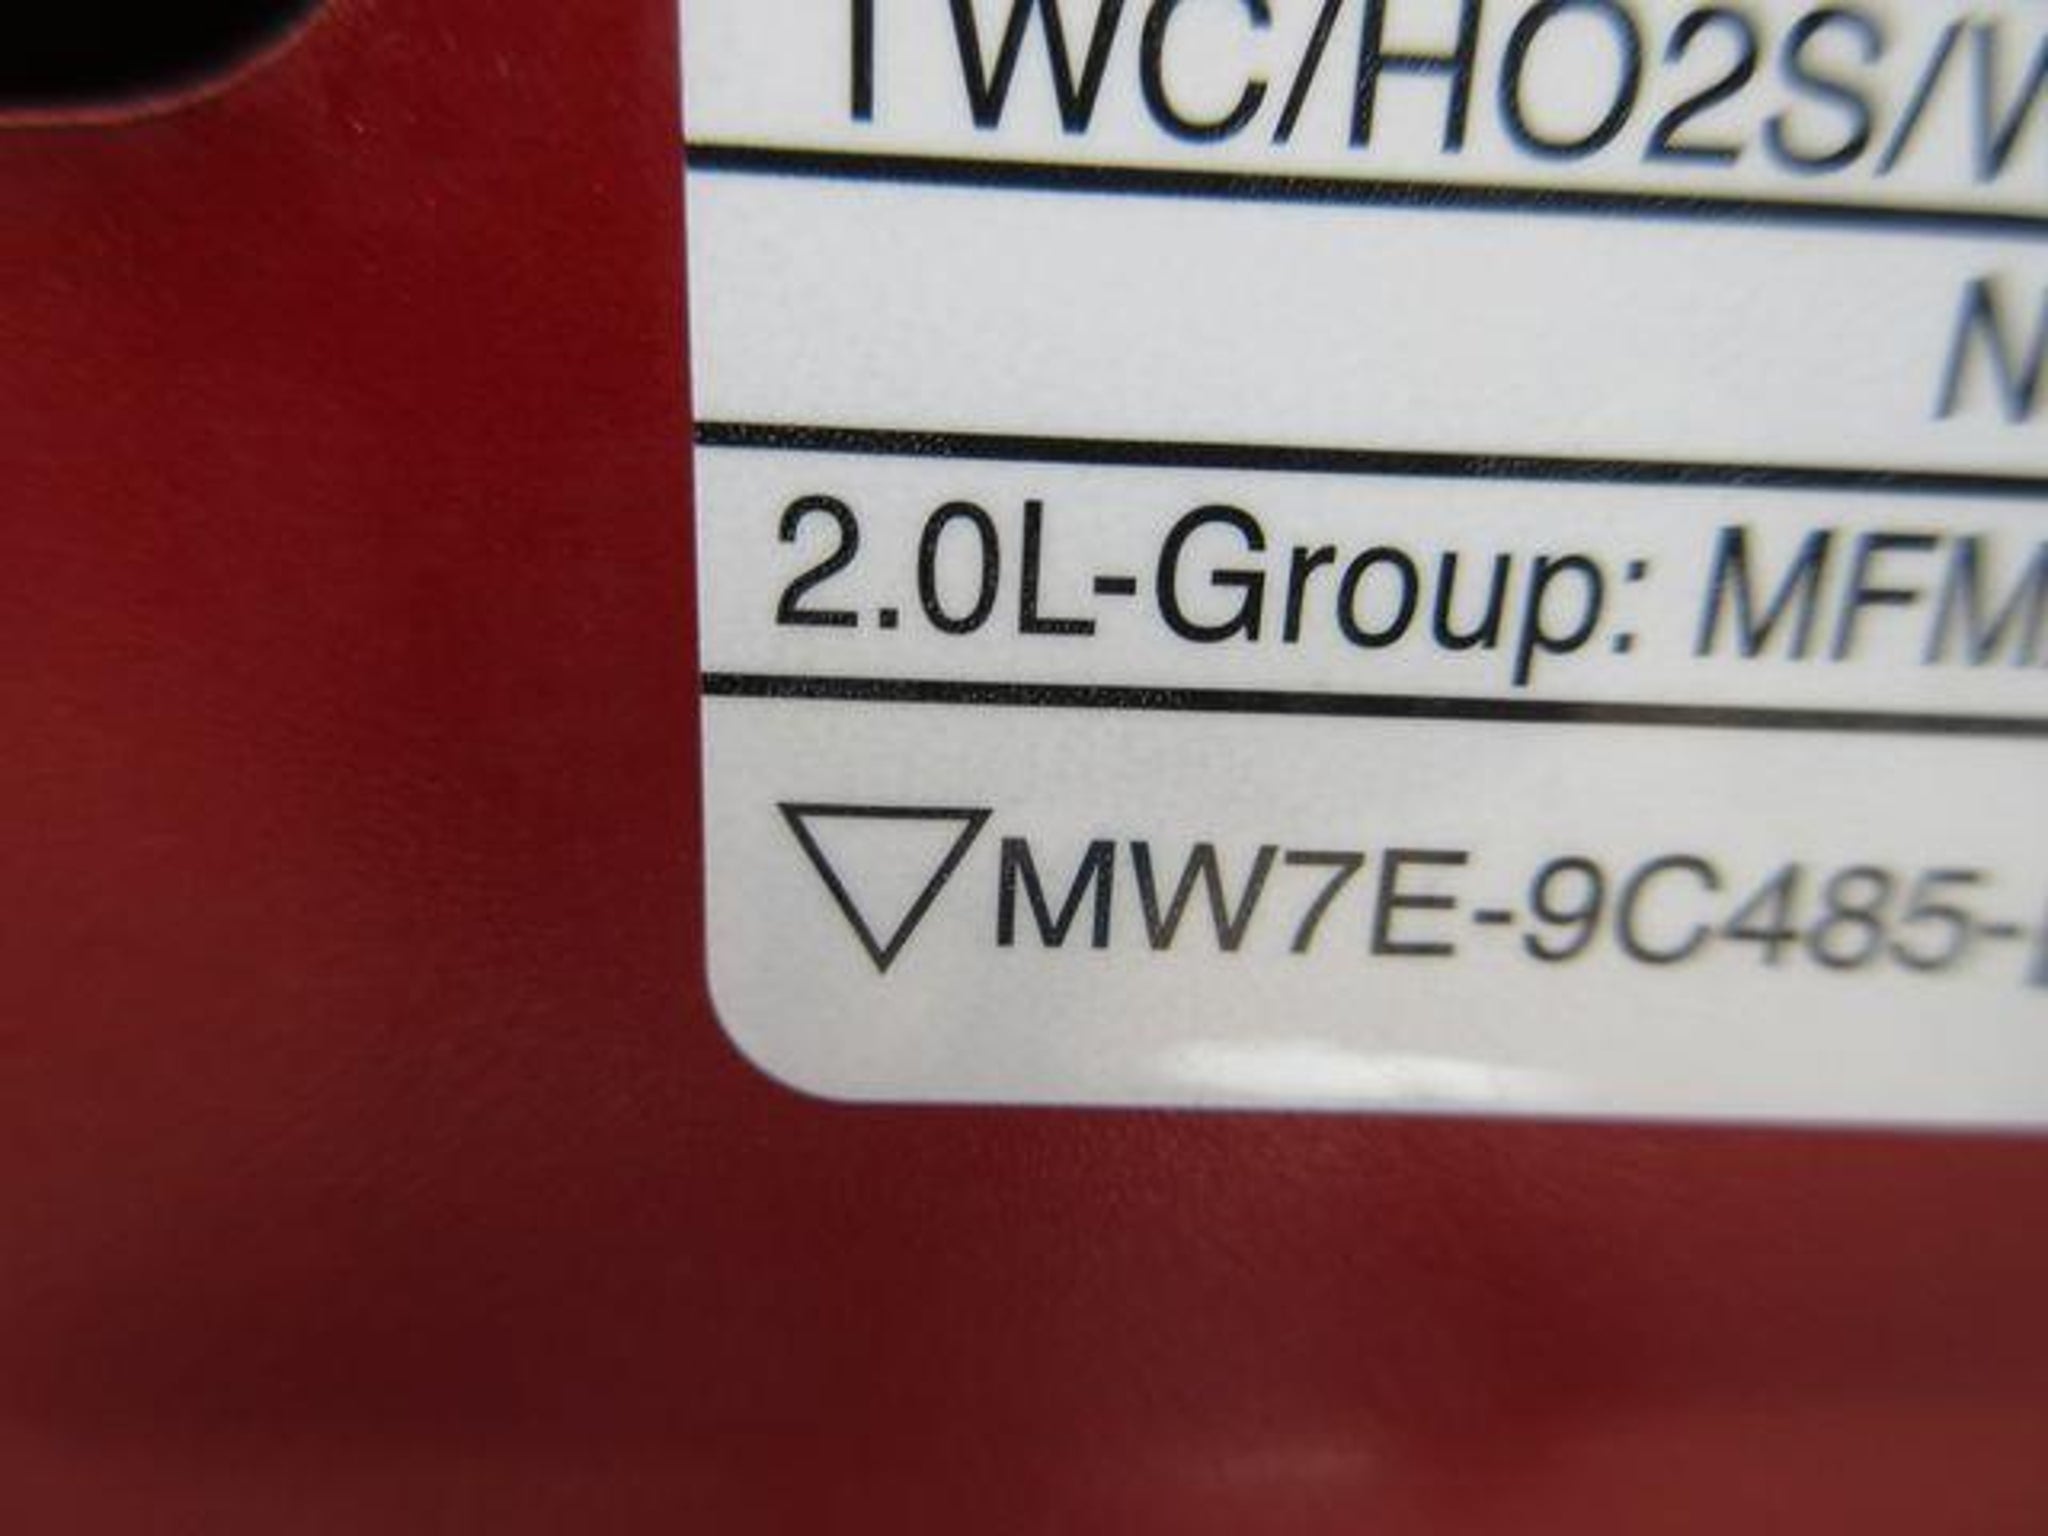 TWC/HO2S/
N
2.0L-Group: MFM
▽MW7E-9C485-